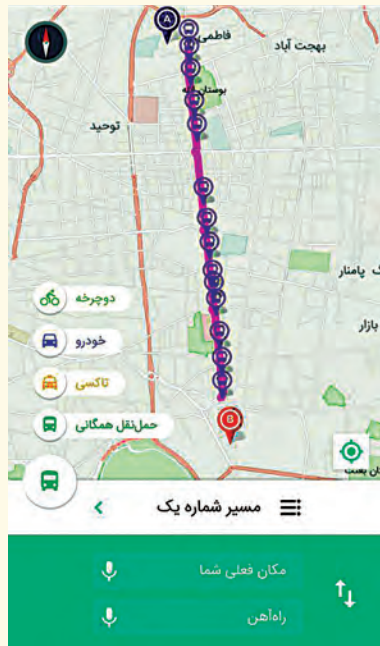 A
فاطمی
بهجت آباد
بوستان لاله
توحید
پامنار
بازار
دوچرخه
خودرو
تاکسی
حمل‌نقل همگانی
B
مسیر شماره یک
مکان فعلی شما
راه‌آهن